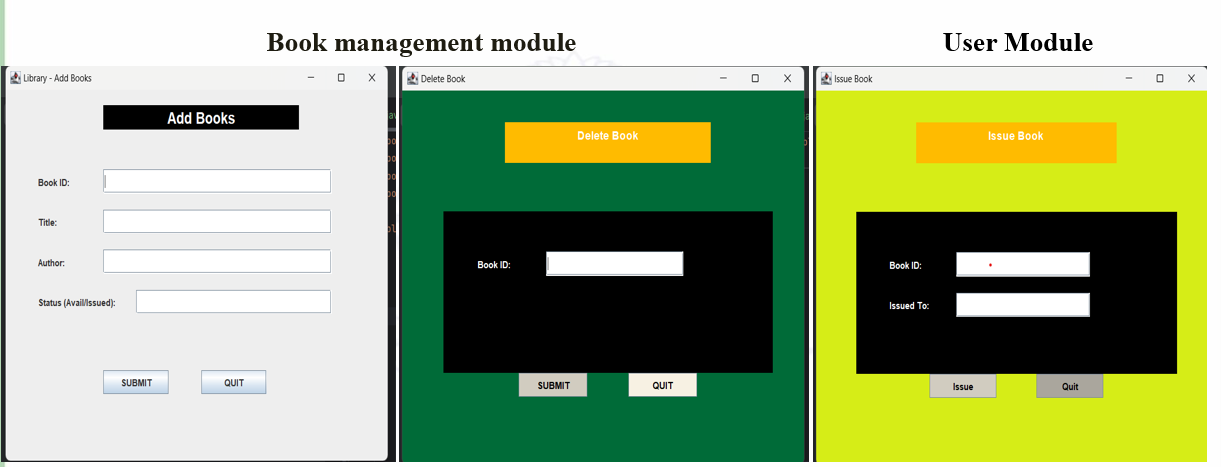 Book management module
User Module
Library - Add Books
Add Books
Book ID:
Title:
Author:
Status (Avail/Issued):
SUBMIT
QUIT
Delete Book
Delete Book
Book ID:
SUBMIT
QUIT
Issue Book
Issue Book
Book ID:
Issued To:
Issue
Quit